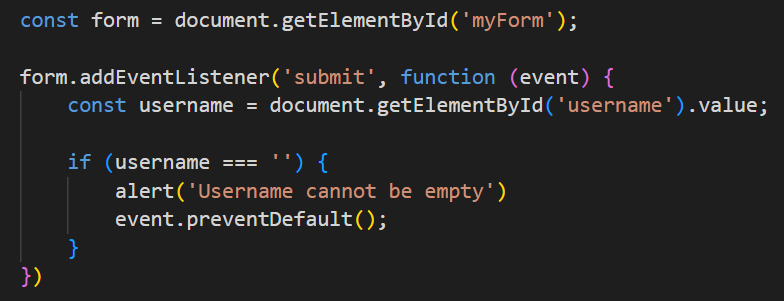 const form = document.getElementById('myForm');
form.addEventListener('submit', function (event) {
    const username = document.getElementById('username').value;
    if (username === '') {
        alert('Username cannot be empty')
        event.preventDefault();
    }
})